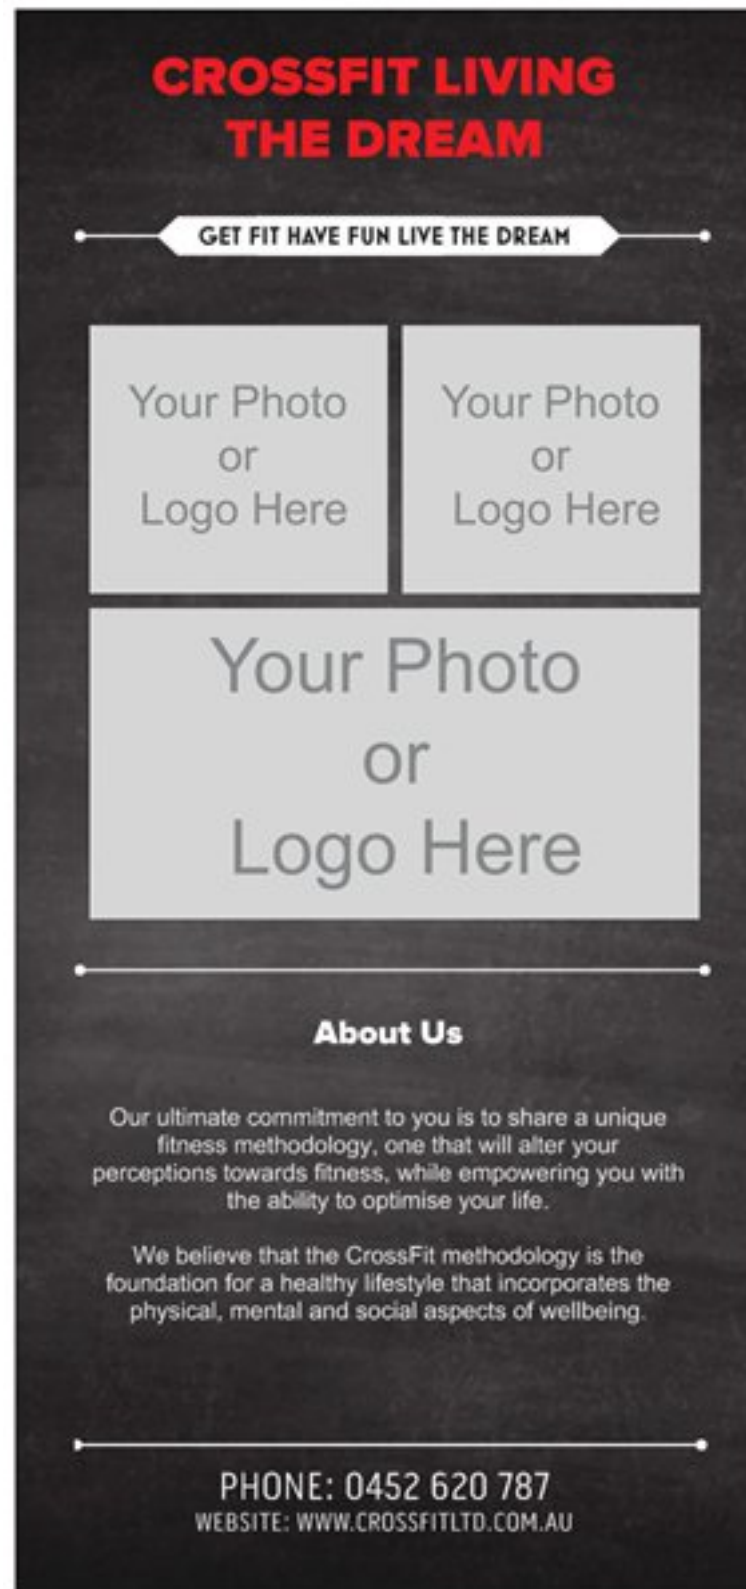 CROSSFIT LIVING
THE DREAM
GET FIT HAVE FUN LIVE THE DREAM
Your Photo
or
Logo Here
Your Photo
or
Logo Here
Your Photo
or
Logo Here
About Us
Our ultimate commitment to you is to share a unique
fitness methodology, one that will alter your
perceptions towards fitness, while empowering you with
the ability to optimise your life.
We believe that the CrossFit methodology is the
foundation for a healthy lifestyle that incorporates the
physical, mental and social aspects of wellbeing.
PHONE: 0452 620 787
WEBSITE: WWW.CROSSFITLTD.COM.AU